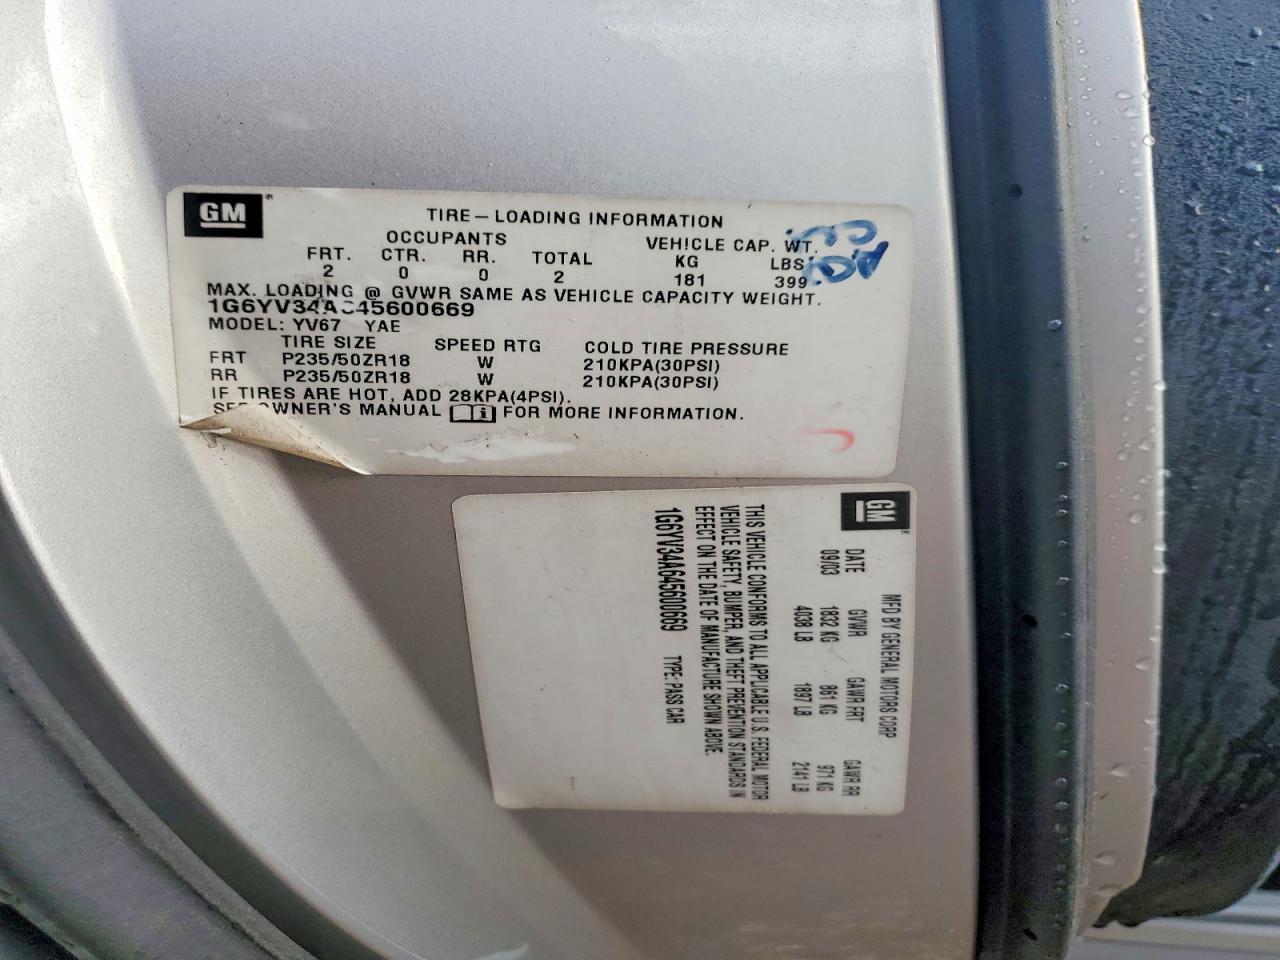 GM
TIRE-LOADING INFORMATION
OCCUPANTS VEHICLE CAP. WT.
FRT. CTR. RR. TOTAL KG LBS
2 0 0 2 181 399
MAX. LOADING @ GVWR SAME AS VEHICLE CAPACITY WEIGHT.
1G6YV34A645600669
MODEL: YV67 YAE
TIRE SIZE SPEED RTG COLD TIRE PRESSURE
FRT P235/50ZR18 W 210KPA(30PSI)
RR P235/50ZR18 W 210KPA(30PSI)
IF TIRES ARE HOT, ADD 28KPA(4PSI).
SEE OWNER'S MANUAL FOR MORE INFORMATION.
GM
MFD BY GENERAL MOTORS CORP
DATE GVWR GAWR FRT GAWR RR
09/03 1832 KG 861 KG 971 KG
4038 LB 1897 LB 2141 LB
THIS VEHICLE CONFORMS TO ALL APPLICABLE U.S. FEDERAL MOTOR
VEHICLE SAFETY, BUMPER, AND THEFT PREVENTION STANDARDS IN
EFFECT ON THE DATE OF MANUFACTURE SHOWN ABOVE.
1G6YV34A645600669 TYPE: PASS CAR